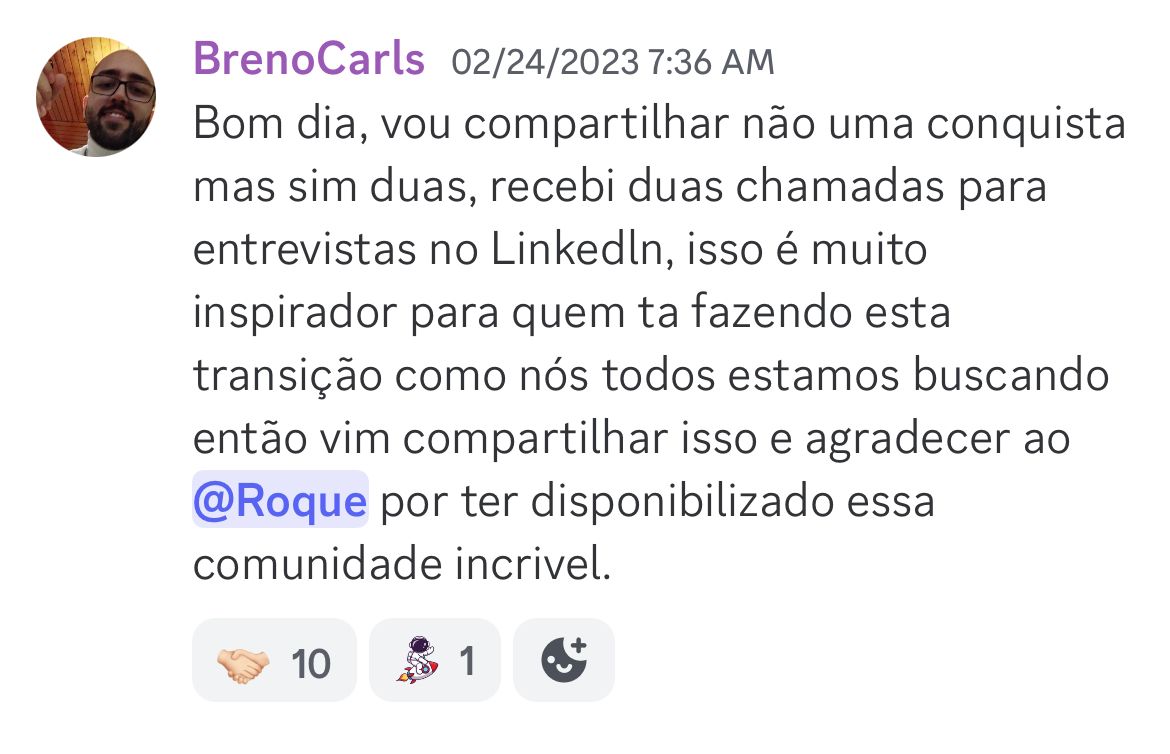 BrenoCarls 02/24/2023 7:36 AM
Bom dia, vou compartilhar não uma conquista
mas sim duas, recebi duas chamadas para
entrevistas no Linkedln, isso é muito
inspirador para quem ta fazendo esta
transição como nós todos estamos buscando
então vim compartilhar isso e agradecer ao
@Roque por ter disponibilizado essa
comunidade incrivel.
10 1